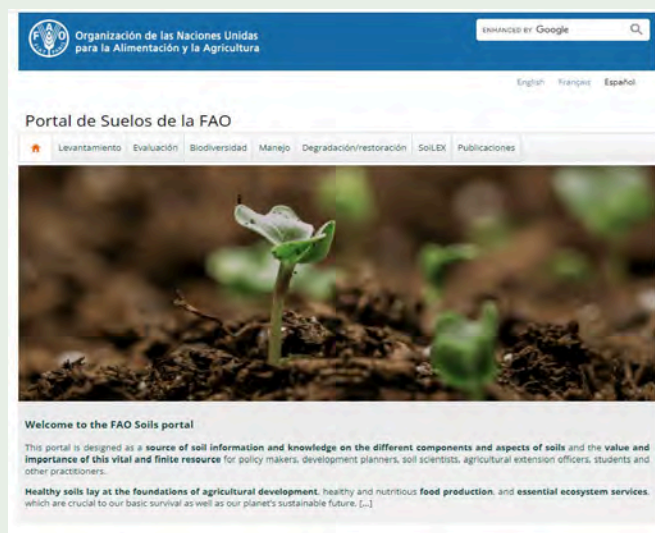 Organización de las Naciones Unidas
para la Alimentación y la Agricultura
ENHANCED BY Google
English Français Español
Portal de Suelos de la FAO
Levantamiento Evaluación Biodiversidad Manejo Degradación/restoración SoiLEX Publicaciones
Welcome to the FAO Soils portal
This portal is designed as a source of soil information and knowledge on the different components and aspects of soils and the value and
importance of this vital and finite resource for policy makers, development planners, soil scientists, agricultural extension officers, students and
other practitioners.
Healthy soils lay at the foundations of agricultural development, healthy and nutritious food production, and essential ecosystem services,
which are crucial to our basic survival as well as our planet's sustainable future. [...]